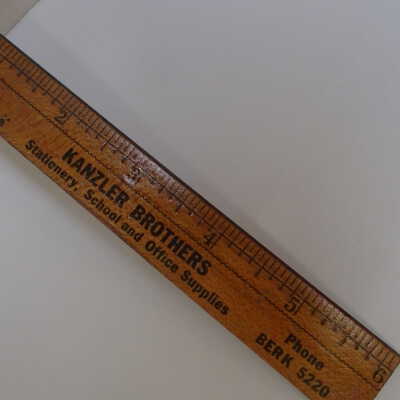 2 3 4 5 6
KANZLER BROTHERS
Stationery, School and Office Supplies
Phone
BERK 5220